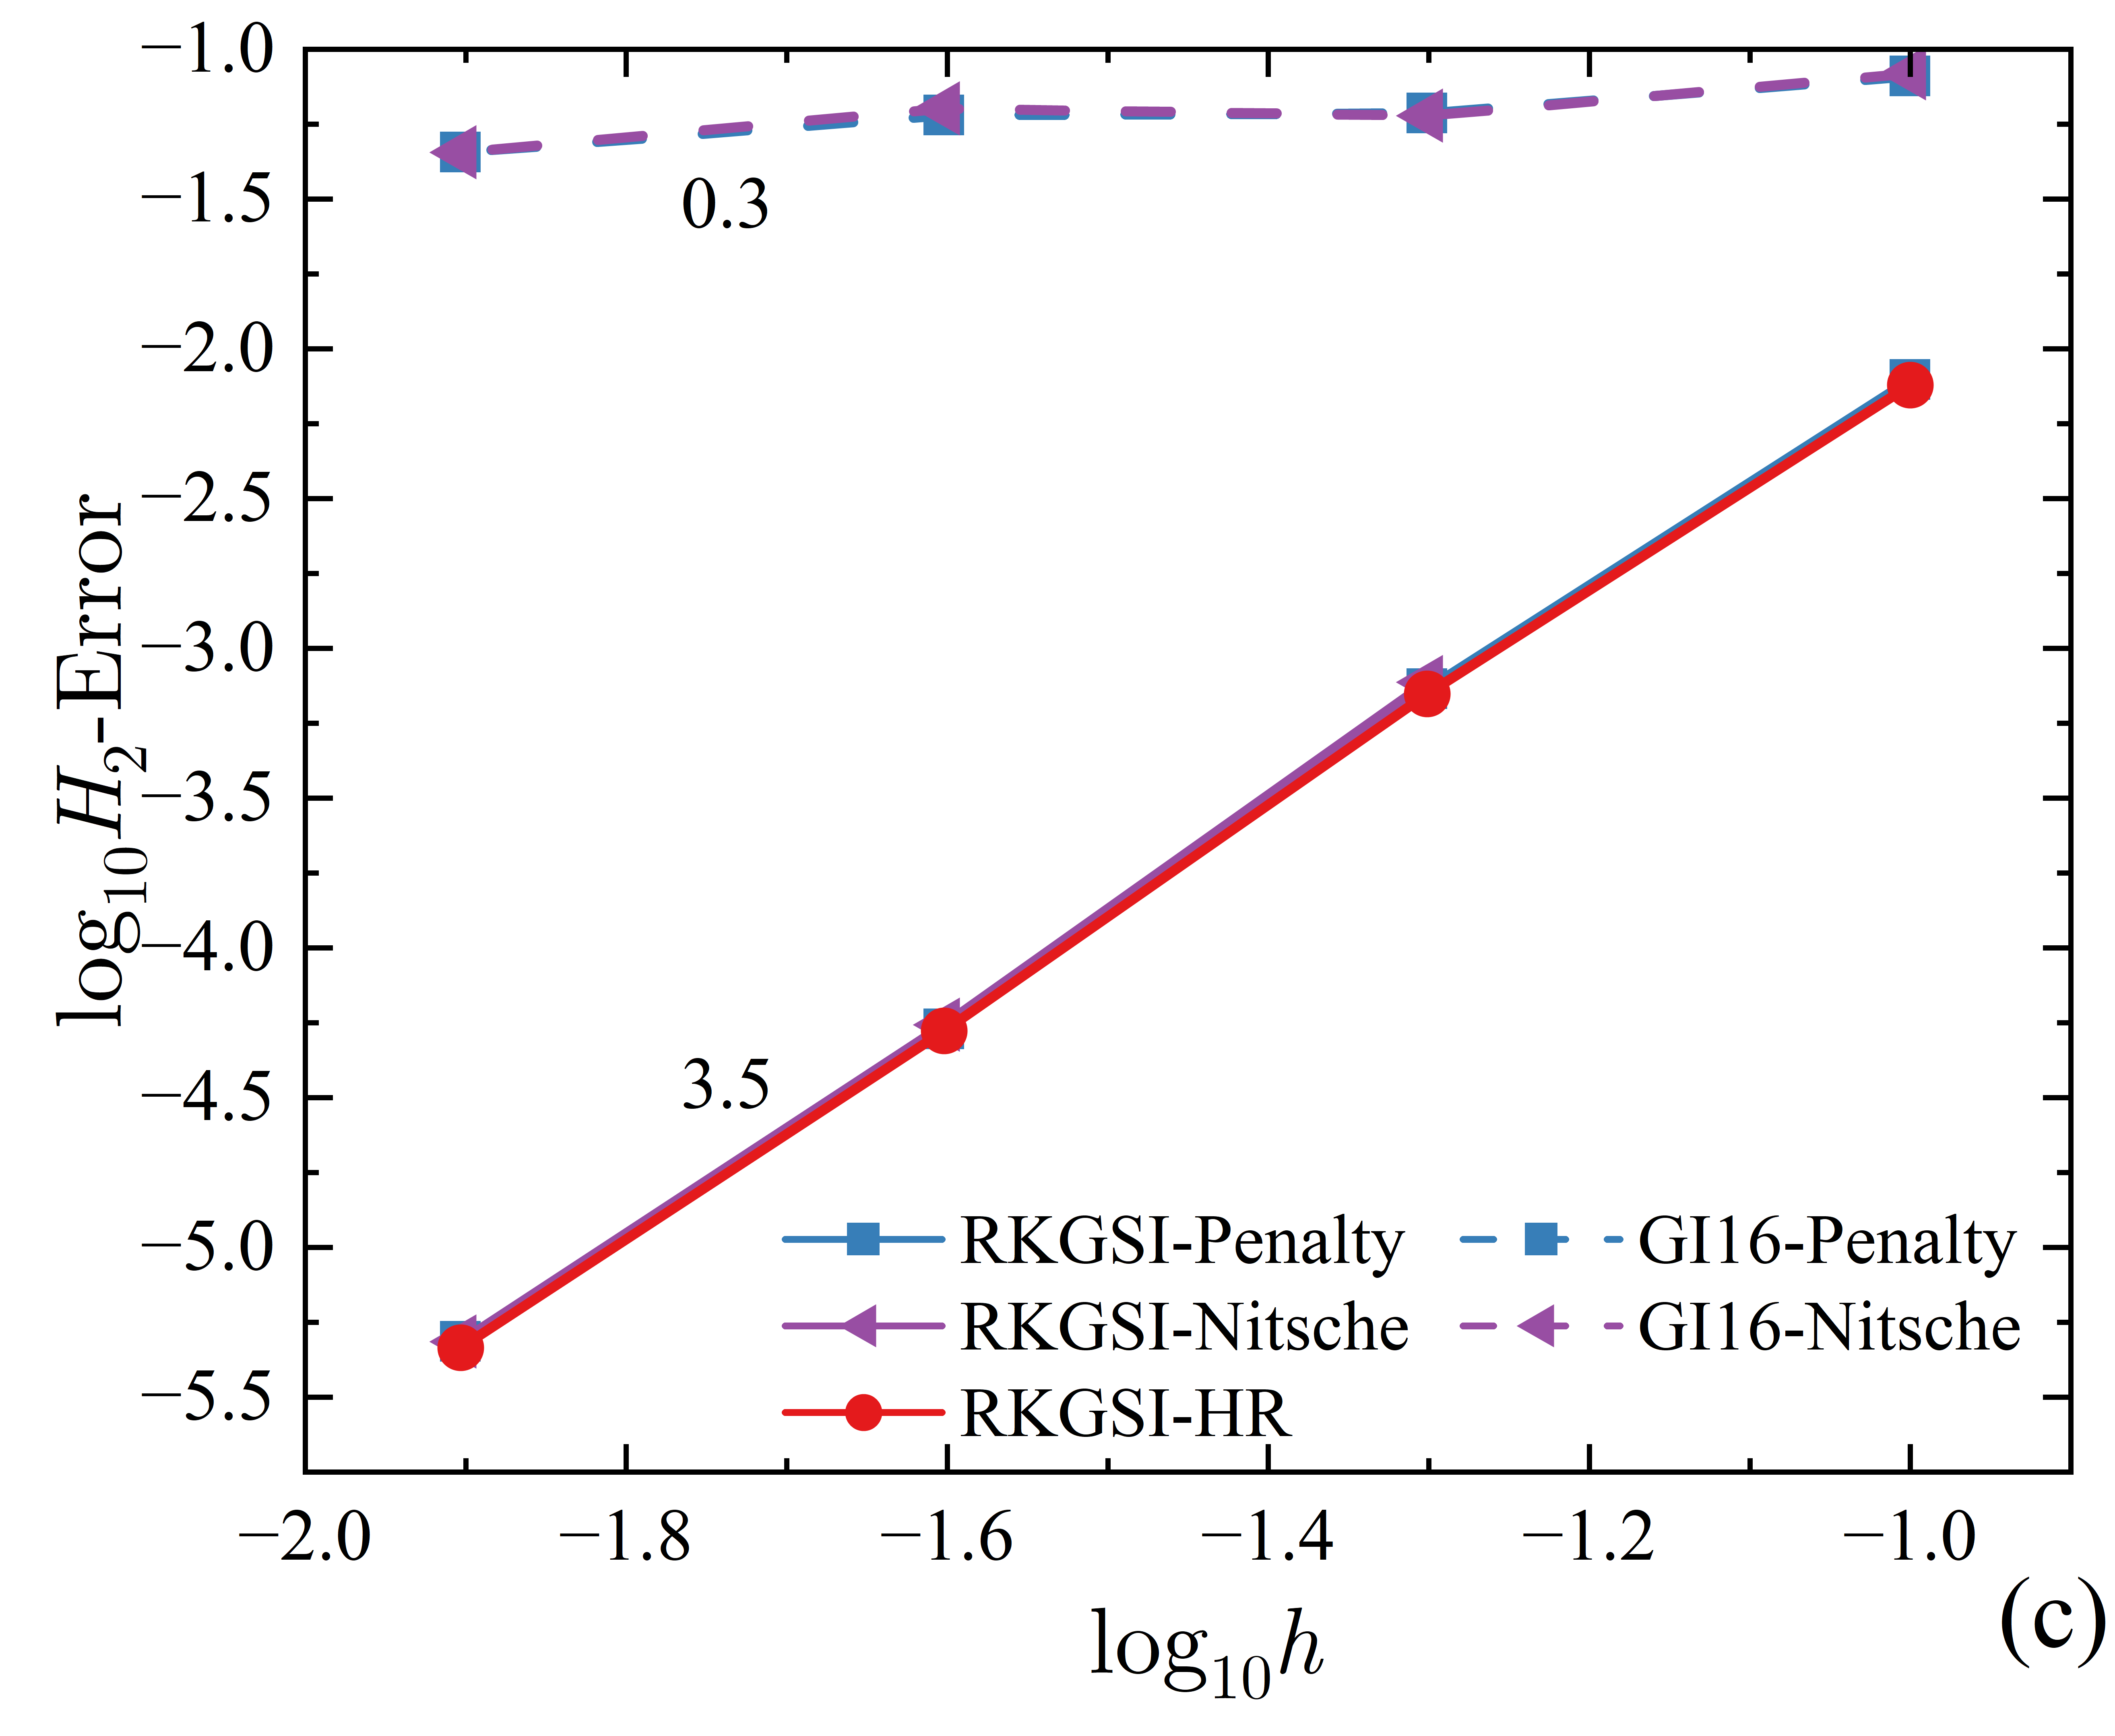 −1.0
−1.5
−2.0
−2.5
−3.0
−3.5
−4.0
−4.5
−5.0
−5.5
log₁₀H₂-Error
0.3
3.5
RKGSI-Penalty
GI16-Penalty
RKGSI-Nitsche
GI16-Nitsche
RKGSI-HR
−2.0 −1.8 −1.6 −1.4 −1.2 −1.0
log₁₀h
(c)